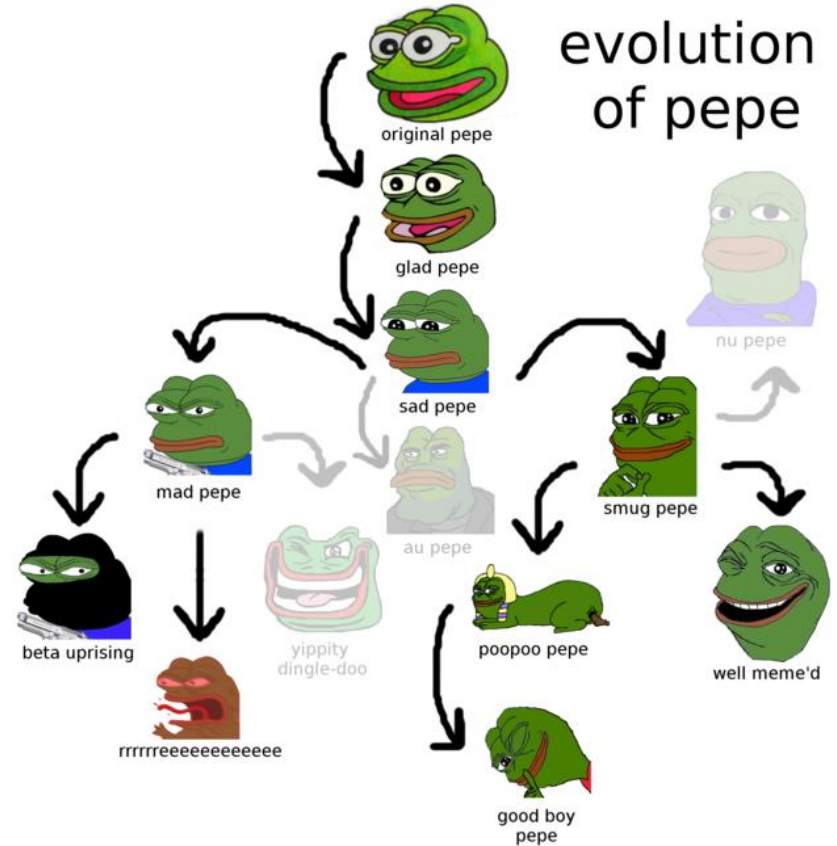 evolution
of pepe
original pepe
glad pepe
nu pepe
sad pepe
mad pepe
smug pepe
au pepe
beta uprising
yippity
dingle-doo
poopoo pepe
well meme'd
rrrrrreeeeeeeeeeeee
good boy
pepe